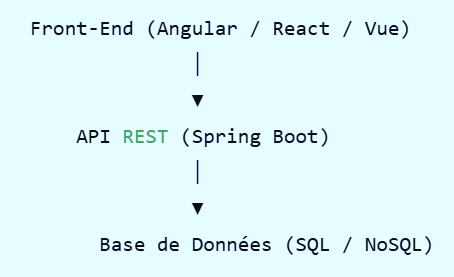 Front-End (Angular / React / Vue)
│
▼
API REST (Spring Boot)
│
▼
Base de Données (SQL / NoSQL)